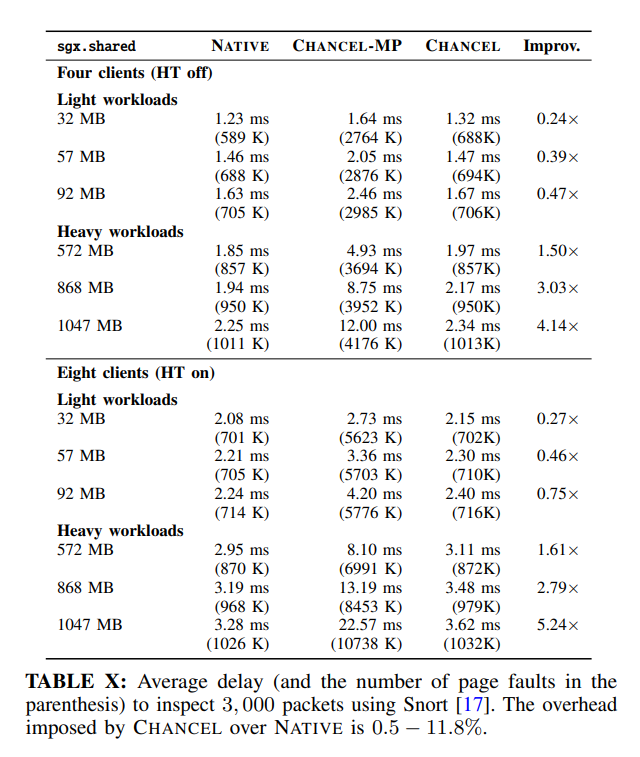 sgx.shared NATIVE CHANCEL-MP CHANCEL Improv.
Four clients (HT off)
Light workloads
32 MB 1.23 ms 1.64 ms 1.32 ms 0.24×
(589 K) (2764 K) (688K)
57 MB 1.46 ms 2.05 ms 1.47 ms 0.39×
(688 K) (2876 K) (694K)
92 MB 1.63 ms 2.46 ms 1.67 ms 0.47×
(705 K) (2985 K) (706K)
Heavy workloads
572 MB 1.85 ms 4.93 ms 1.97 ms 1.50×
(857 K) (3694 K) (857K)
868 MB 1.94 ms 8.75 ms 2.17 ms 3.03×
(950 K) (3952 K) (950K)
1047 MB 2.25 ms 12.00 ms 2.34 ms 4.14×
(1011 K) (4176 K) (1013K)
Eight clients (HT on)
Light workloads
32 MB 2.08 ms 2.73 ms 2.15 ms 0.27×
(701 K) (5623 K) (702K)
57 MB 2.21 ms 3.36 ms 2.30 ms 0.46×
(705 K) (5703 K) (710K)
92 MB 2.24 ms 4.20 ms 2.40 ms 0.75×
(714 K) (5776 K) (716K)
Heavy workloads
572 MB 2.95 ms 8.10 ms 3.11 ms 1.61×
(870 K) (6991 K) (872K)
868 MB 3.19 ms 13.19 ms 3.48 ms 2.79×
(968 K) (8453 K) (979K)
1047 MB 3.28 ms 22.57 ms 3.62 ms 5.24×
(1026 K) (10738 K) (1032K)
TABLE X: Average delay (and the number of page faults in the
parenthesis) to inspect 3, 000 packets using Snort [17]. The overhead
imposed by CHANCEL over NATIVE is 0.5 − 11.8%.